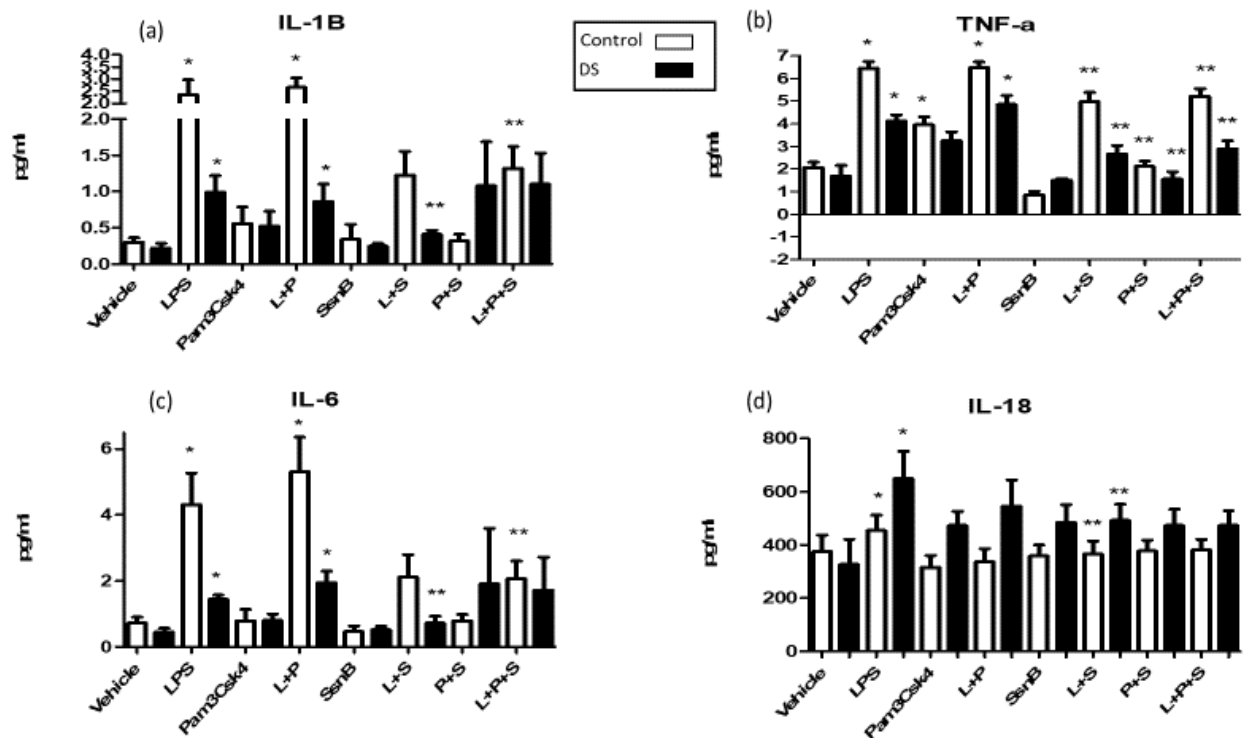 (a)
IL-1B
4.0
3.5
3.0
2.5
2.0
2.0
1.5
1.0
0.5
0.0
pg/ml
* * * * ** **
Vehicle LPS Pam3Csk4 L+P SsnB L+S P+S L+P+S
Control
DS
(b)
TNF-a
7
6
5
4
3
2
1
0
-1
-2
pg/ml
* * * * * ** ** ** ** ** **
Vehicle LPS Pam3Csk4 L+P SsnB L+S P+S L+P+S
(c)
IL-6
6
4
2
0
pg/ml
* * * * ** **
Vehicle LPS Pam3Csk4 L+P SsnB L+S P+S L+P+S
(d)
IL-18
800
600
400
200
0
pg/ml
* * ** **
Vehicle LPS Pam3Csk4 L+P SsnB L+S P+S L+P+S